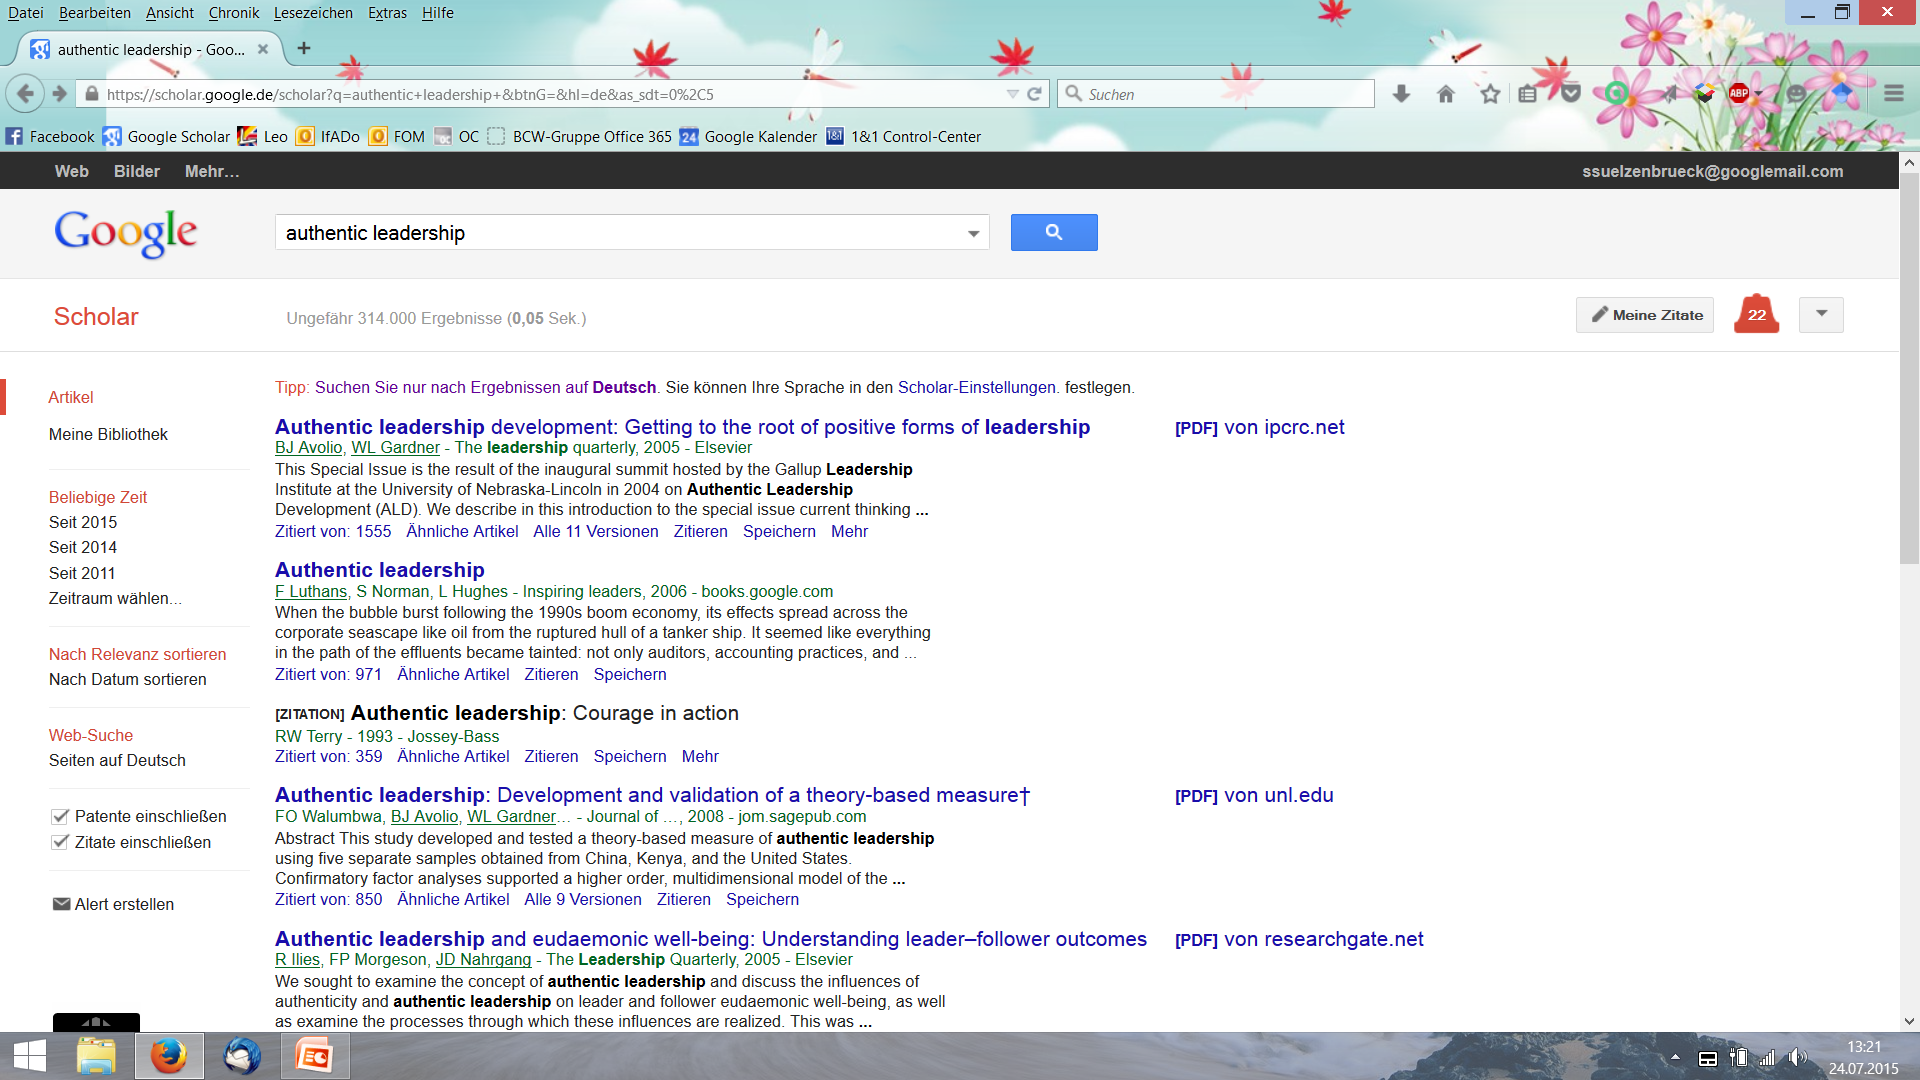 Datei Bearbeiten Ansicht Chronik Lesezeichen Extras Hilfe
authentic leadership - Goo...
https://scholar.google.de/scholar?q=authentic+leadership+&btnG=&hl=de&as_sdt=0%2C5
Suchen
ABP
Facebook Google Scholar Leo IfADo FOM OC BCW-Gruppe Office 365 24 Google Kalender 1&1 1&1 Control-Center
Web Bilder Mehr... ssuelzenbrueck@googlemail.com
Google authentic leadership
Scholar Ungefähr 314.000 Ergebnisse (0,05 Sek.) Meine Zitate 22
Artikel
Meine Bibliothek
Beliebige Zeit
Seit 2015
Seit 2014
Seit 2011
Zeitraum wählen...
Nach Relevanz sortieren
Nach Datum sortieren
Web-Suche
Seiten auf Deutsch
Patente einschließen
Zitate einschließen
Alert erstellen
Tipp: Suchen Sie nur nach Ergebnissen auf Deutsch. Sie können Ihre Sprache in den Scholar-Einstellungen. festlegen.
Authentic leadership development: Getting to the root of positive forms of leadership [PDF] von ipcrc.net
BJ Avolio, WL Gardner - The leadership quarterly, 2005 - Elsevier
This Special Issue is the result of the inaugural summit hosted by the Gallup Leadership
Institute at the University of Nebraska-Lincoln in 2004 on Authentic Leadership
Development (ALD). We describe in this introduction to the special issue current thinking ...
Zitiert von: 1555 Ähnliche Artikel Alle 11 Versionen Zitieren Speichern Mehr
Authentic leadership
F Luthans, S Norman, L Hughes - Inspiring leaders, 2006 - books.google.com
When the bubble burst following the 1990s boom economy, its effects spread across the
corporate seascape like oil from the ruptured hull of a tanker ship. It seemed like everything
in the path of the effluents became tainted: not only auditors, accounting practices, and ...
Zitiert von: 971 Ähnliche Artikel Zitieren Speichern
[ZITATION] Authentic leadership: Courage in action
RW Terry - 1993 - Jossey-Bass
Zitiert von: 359 Ähnliche Artikel Zitieren Speichern Mehr
Authentic leadership: Development and validation of a theory-based measure† [PDF] von unl.edu
FO Walumbwa, BJ Avolio, WL Gardner... - Journal of ..., 2008 - jom.sagepub.com
Abstract This study developed and tested a theory-based measure of authentic leadership
using five separate samples obtained from China, Kenya, and the United States.
Confirmatory factor analyses supported a higher order, multidimensional model of the ...
Zitiert von: 850 Ähnliche Artikel Alle 9 Versionen Zitieren Speichern
Authentic leadership and eudaemonic well-being: Understanding leader–follower outcomes [PDF] von researchgate.net
R Ilies, FP Morgeson, JD Nahrgang - The Leadership Quarterly, 2005 - Elsevier
We sought to examine the concept of authentic leadership and discuss the influences of
authenticity and authentic leadership on leader and follower eudaemonic well-being, as well
as examine the processes through which these influences are realized. This was ...
13:21
24.07.2015